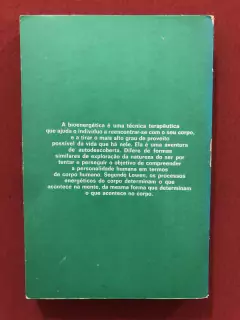 A bioenergética é uma técnica terapêutica
que ajuda o indivíduo a reencontrar-se com o seu corpo,
e a tirar o mais alto grau de proveito
possível da vida que há nele. Ela é uma aventura
de autodescoberta. Difere de formas
similares de exploração da natureza do ser por
tentar e perseguir o objetivo de compreender
a personalidade humana em termos
do corpo humano. Segundo Lowen, os processos
energéticos do corpo determinam o que
acontece na mente, da mesma forma que determinam
o que acontece no corpo.